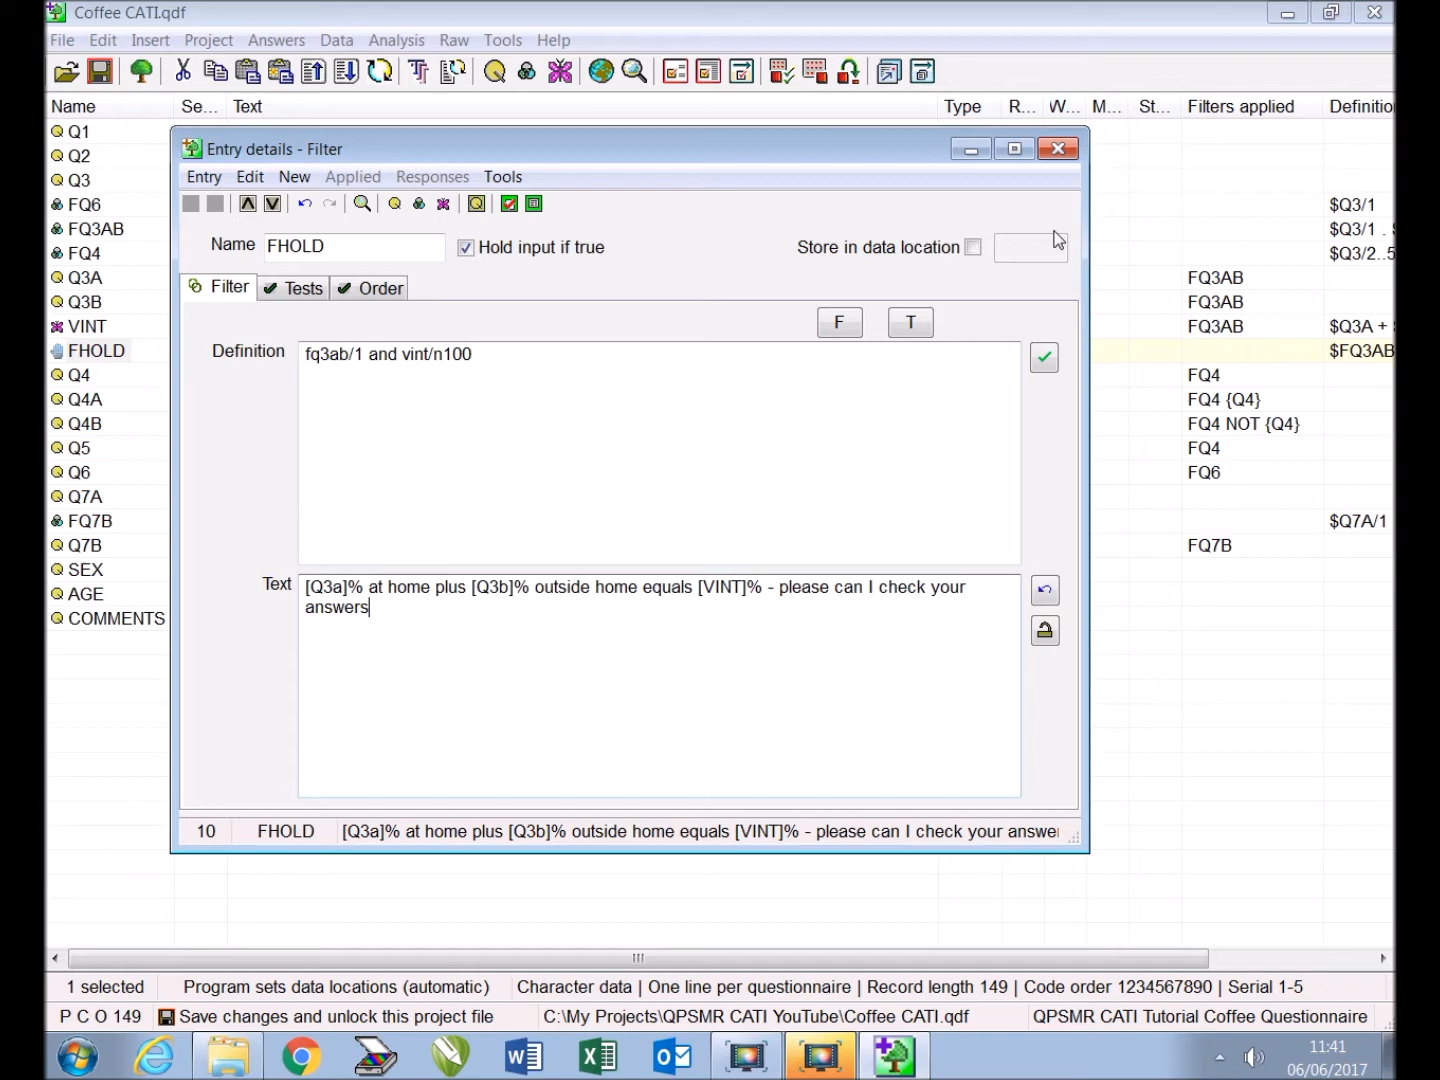 Coffee CATI.qdf
File Edit Insert Project Answers Data Analysis Raw Tools Help
Name Se... Text Type R... W... M... St... Filters applied Definition
Q1
Q2
Q3
FQ6 $Q3/1
FQ3AB $Q3/1 .
FQ4 $Q3/2..5
Q3A FQ3AB
Q3B FQ3AB
VINT FQ3AB $Q3A +
FHOLD $FQ3AB
Q4 FQ4
Q4A FQ4 {Q4}
Q4B FQ4 NOT {Q4}
Q5 FQ4
Q6 FQ6
Q7A
FQ7B $Q7A/1
Q7B FQ7B
SEX
AGE
COMMENTS
Entry details - Filter
Entry Edit New Applied Responses Tools
Name FHOLD Hold input if true Store in data location
Filter Tests Order
F T
Definition fq3ab/1 and vint/n100
Text [Q3a]% at home plus [Q3b]% outside home equals [VINT]% - please can I check your
answers
10 FHOLD [Q3a]% at home plus [Q3b]% outside home equals [VINT]% - please can I check your answe
1 selected Program sets data locations (automatic) Character data | One line per questionnaire | Record length 149 | Code order 1234567890 | Serial 1-5
P C O 149 Save changes and unlock this project file C:\My Projects\QPSMR CATI YouTube\Coffee CATI.qdf QPSMR CATI Tutorial Coffee Questionnaire
11:41
06/06/2017